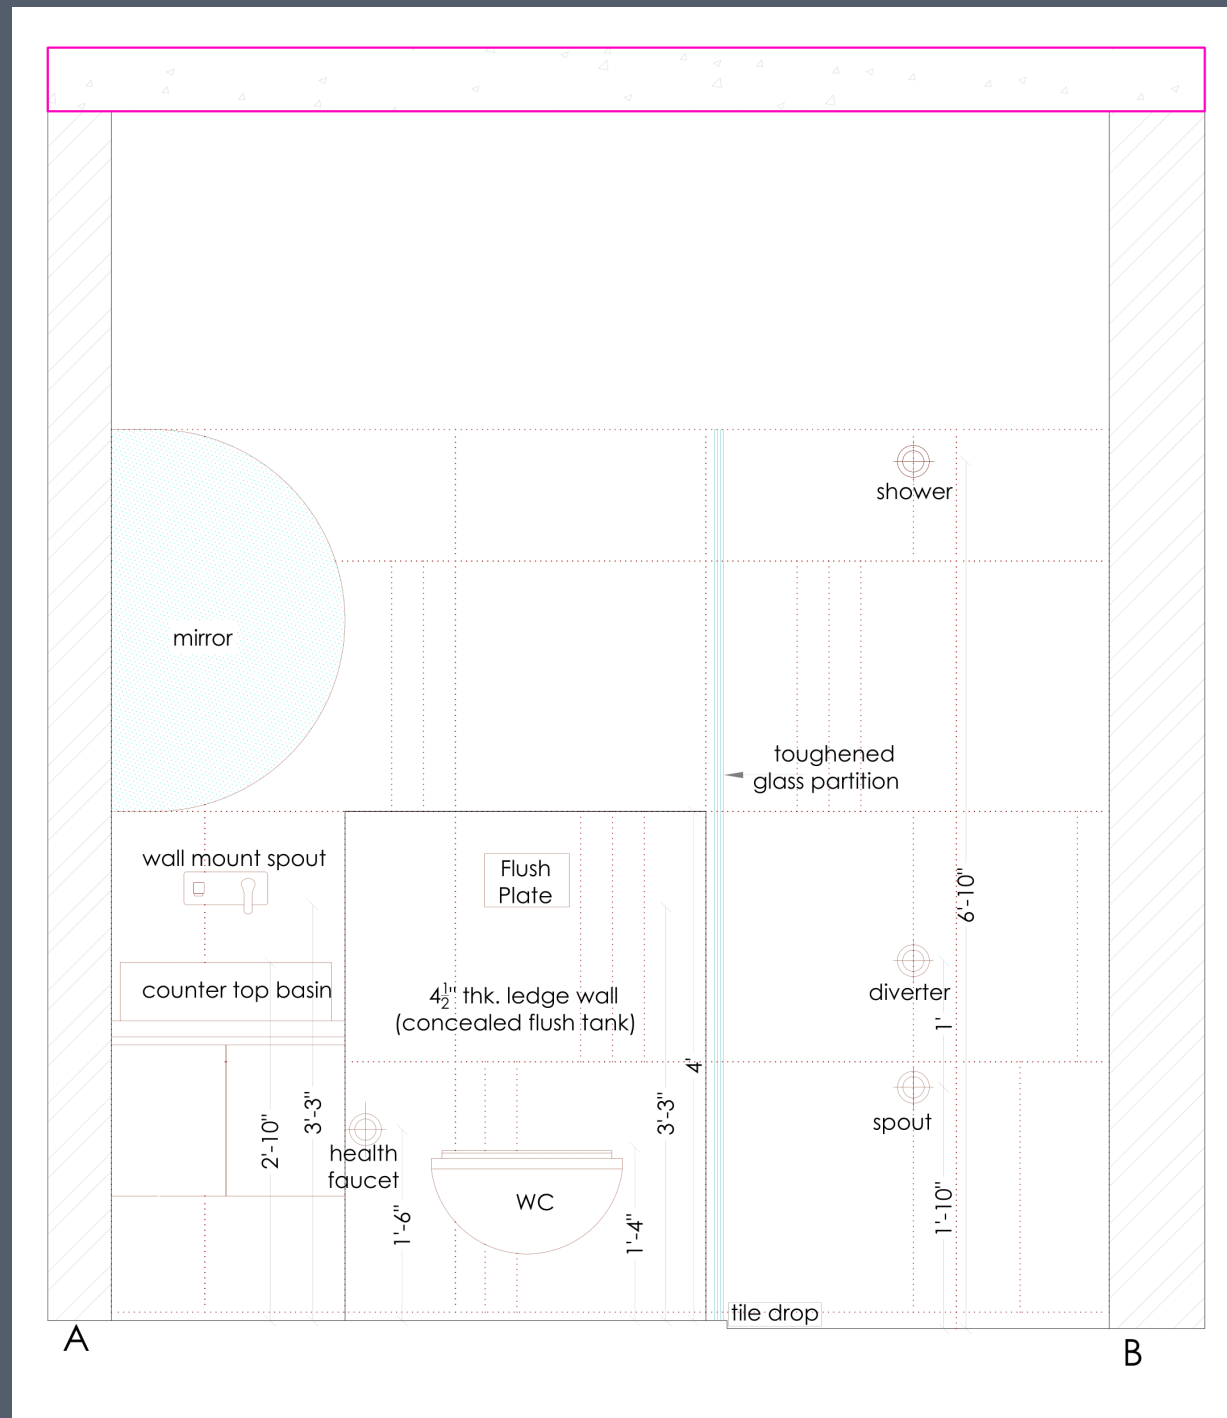 shower
mirror
toughened
glass partition
wall mount spout
Flush
Plate
6'-10"
counter top basin
4½" thk. ledge wall
(concealed flush tank)
diverter
1'
4'
3'-3"
3'-3"
2'-10"
spout
health
faucet
WC
1'-6"
1'-4"
1'-10"
tile drop
A
B